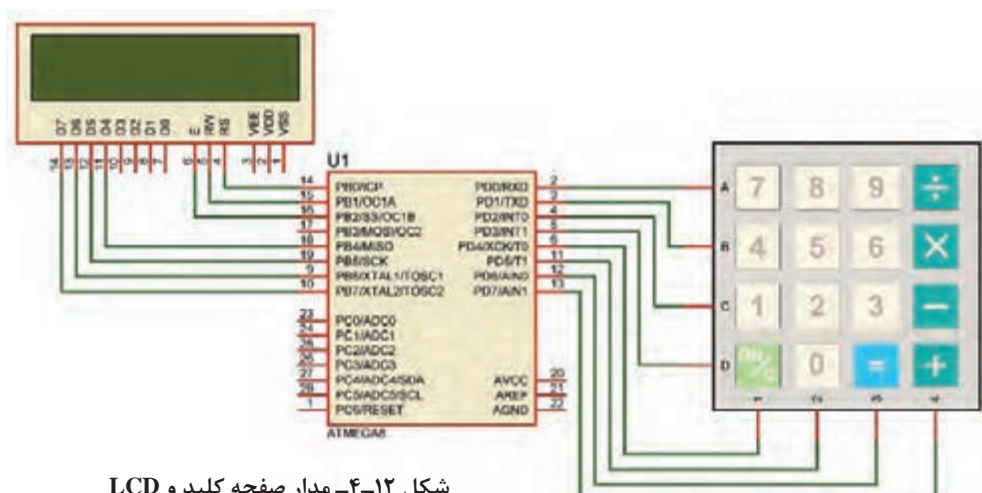 D7 D6 D5 D4 D3 D2 D1 D0 E RW RS VEE VDD VSS
14 13 12 11 10 9 8 7 6 5 4 3 2 1
U1
14 PB0/ICP PD0/RXD 2
15 PB1/OC1A PD1/TXD 3
16 PB2/SS/OC1B PD2/INT0 4
17 PB3/MOSI/OC2 PD3/INT1 5
18 PB4/MISO PD4/XCK/T0 6
19 PB5/SCK PD5/T1 11
9 PB6/XTAL1/TOSC1 PD6/AIN0 12
10 PB7/XTAL2/TOSC2 PD7/AIN1 13
23 PC0/ADC0
24 PC1/ADC1
25 PC2/ADC2
26 PC3/ADC3
27 PC4/ADC4/SDA AVCC 20
28 PC5/ADC5/SCL AREF 21
1 PC6/RESET AGND 22
ATMEGA8
A 7 8 9 ÷
B 4 5 6 ×
C 1 2 3 −
D ON/C 0 = +
1 2 3 4
شکل ۱۲ـ۴ـ مدار صفحه کلید و LCD